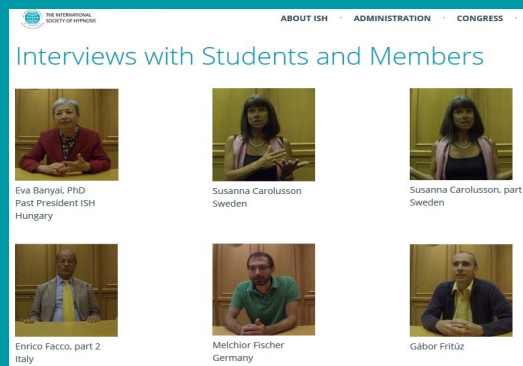 THE INTERNATIONAL
SOCIETY OF HYPNOSIS
ABOUT ISH · ADMINISTRATION · CONGRESS ·
Interviews with Students and Members
Eva Banyai, PhD
Past President ISH
Hungary
Susanna Carolusson
Sweden
Susanna Carolusson, part
Sweden
Enrico Facco, part 2
Italy
Melchior Fischer
Germany
Gábor Fritúz